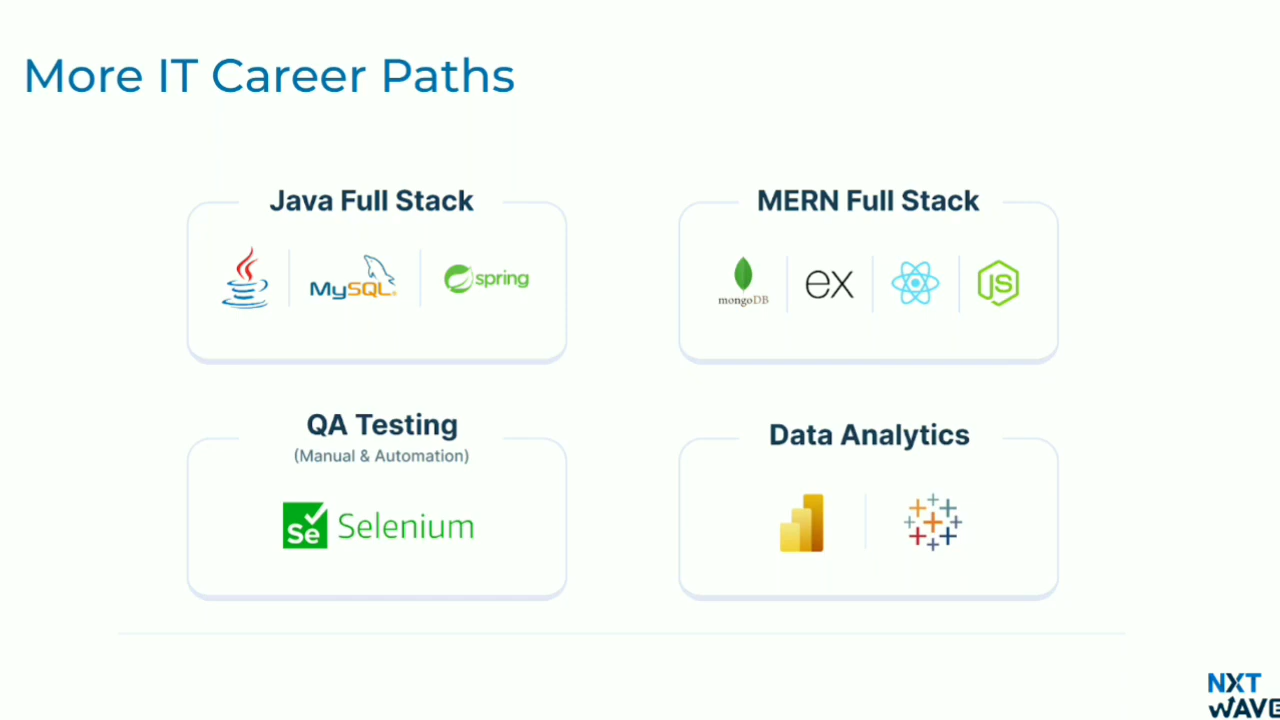 More IT Career Paths
Java Full Stack
MySQL
spring
MERN Full Stack
mongoDB
ex
JS
QA Testing
(Manual & Automation)
Se Selenium
Data Analytics
NXT
WAVE